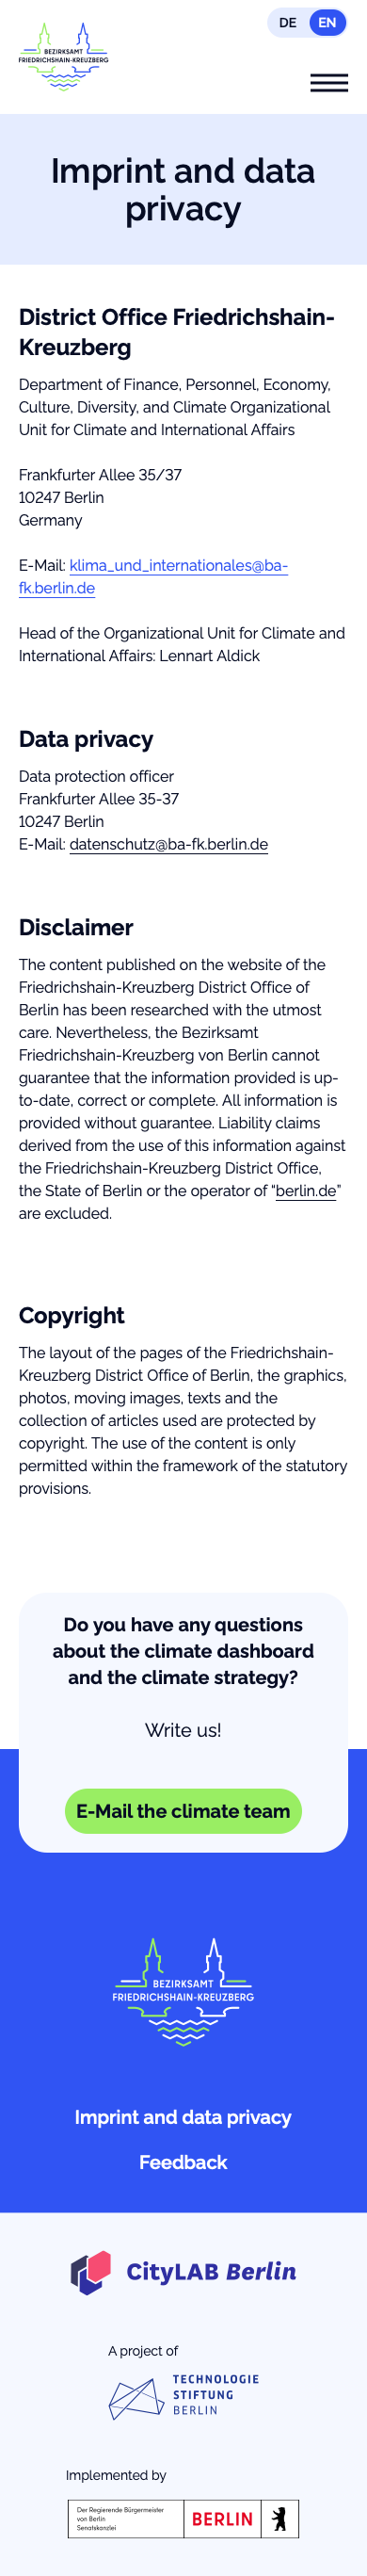 DE EN
BEZIRKSAMT
FRIEDRICHSHAIN-KREUZBERG
Imprint and data
privacy
District Office Friedrichshain-
Kreuzberg
Department of Finance, Personnel, Economy,
Culture, Diversity, and Climate Organizational
Unit for Climate and International Affairs
Frankfurter Allee 35/37
10247 Berlin
Germany
E-Mail: klima_und_internationales@ba-
fk.berlin.de
Head of the Organizational Unit for Climate and
International Affairs: Lennart Aldick
Data privacy
Data protection officer
Frankfurter Allee 35-37
10247 Berlin
E-Mail: datenschutz@ba-fk.berlin.de
Disclaimer
The content published on the website of the
Friedrichshain-Kreuzberg District Office of
Berlin has been researched with the utmost
care. Nevertheless, the Bezirksamt
Friedrichshain-Kreuzberg von Berlin cannot
guarantee that the information provided is up-
to-date, correct or complete. All information is
provided without guarantee. Liability claims
derived from the use of this information against
the Friedrichshain-Kreuzberg District Office,
the State of Berlin or the operator of “berlin.de”
are excluded.
Copyright
The layout of the pages of the Friedrichshain-
Kreuzberg District Office of Berlin, the graphics,
photos, moving images, texts and the
collection of articles used are protected by
copyright. The use of the content is only
permitted within the framework of the statutory
provisions.
Do you have any questions
about the climate dashboard
and the climate strategy?
Write us!
E-Mail the climate team
BEZIRKSAMT
FRIEDRICHSHAIN-KREUZBERG
Imprint and data privacy
Feedback
CityLAB Berlin
A project of
TECHNOLOGIE
STIFTUNG
BERLIN
Implemented by
Der Regierende Bürgermeister
von Berlin
Senatskanzlei
BERLIN